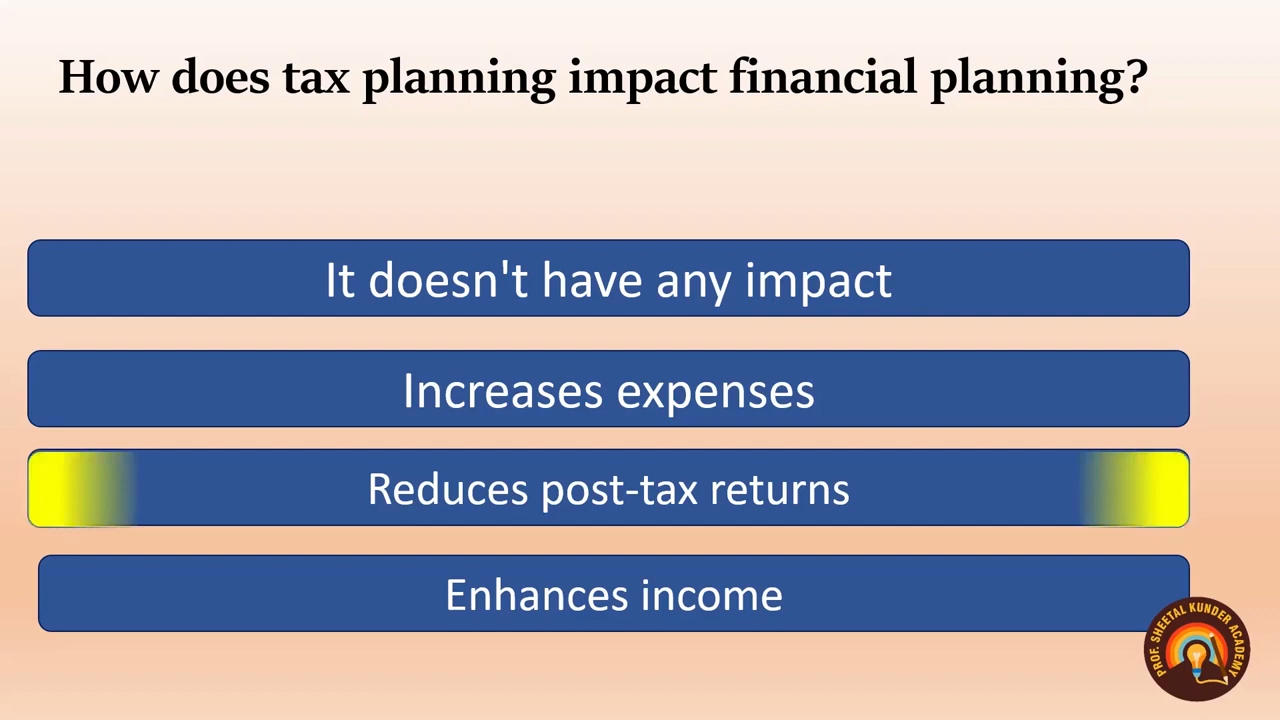 How does tax planning impact financial planning?
It doesn't have any impact
Increases expenses
Reduces post-tax returns
Enhances income
PROF. SHEETAL KUNDER ACADEMY